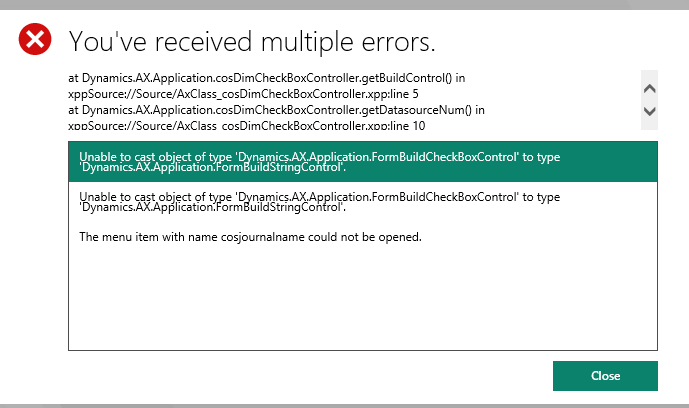 You've received multiple errors.
at Dynamics.AX.Application.cosDimCheckBoxController.getBuildControl() in
xppSource://Source/AxClass_cosDimCheckBoxController.xpp:line 5
at Dynamics.AX.Application.cosDimCheckBoxController.getDatasourceNum() in
xppSource://Source/AxClass_cosDimCheckBoxController.xpp:line 10
Unable to cast object of type 'Dynamics.AX.Application.FormBuildCheckBoxControl' to type
'Dynamics.AX.Application.FormBuildStringControl'.
Unable to cast object of type 'Dynamics.AX.Application.FormBuildCheckBoxControl' to type
'Dynamics.AX.Application.FormBuildStringControl'.
The menu item with name cosjournalname could not be opened.
Close